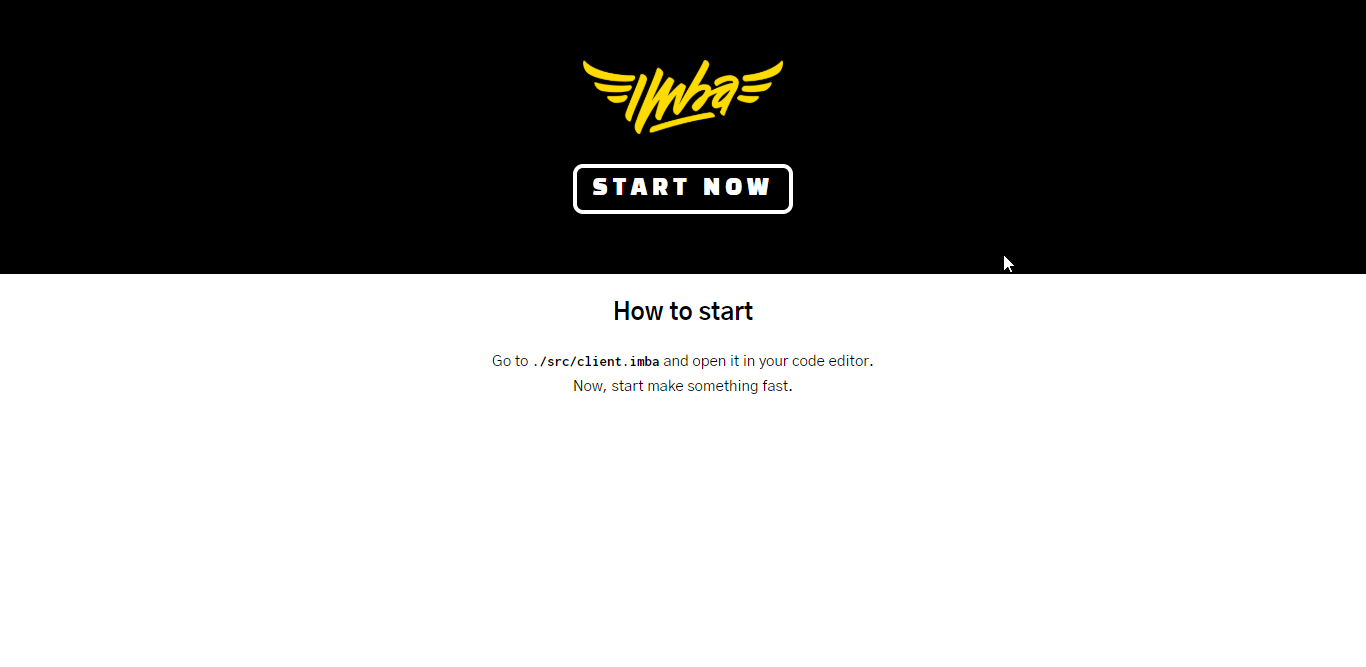 Imba
START NOW
How to start
Go to ./src/client.imba and open it in your code editor.
Now, start make something fast.